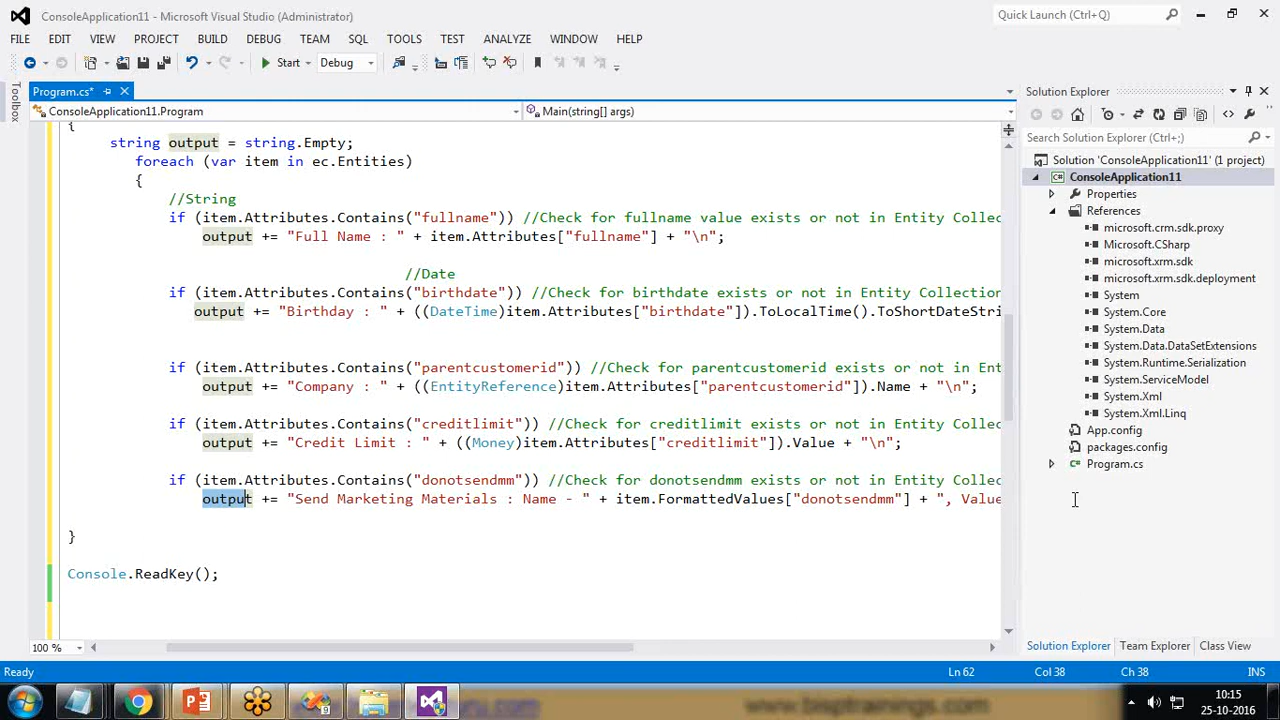 ConsoleApplication11 - Microsoft Visual Studio (Administrator)
Quick Launch (Ctrl+Q)
FILE EDIT VIEW PROJECT BUILD DEBUG TEAM SQL TOOLS TEST ANALYZE WINDOW HELP
Start Debug
Toolbox
Program.cs*
ConsoleApplication11.Program
Main(string[] args)
{
string output = string.Empty;
foreach (var item in ec.Entities)
{
//String
if (item.Attributes.Contains("fullname")) //Check for fullname value exists or not in Entity Collec
output += "Full Name : " + item.Attributes["fullname"] + "\n";
//Date
if (item.Attributes.Contains("birthdate")) //Check for birthdate exists or not in Entity Collection
output += "Birthday : " + ((DateTime)item.Attributes["birthdate"]).ToLocalTime().ToShortDateStri
if (item.Attributes.Contains("parentcustomerid")) //Check for parentcustomerid exists or not in En
output += "Company : " + ((EntityReference)item.Attributes["parentcustomerid"]).Name + "\n";
if (item.Attributes.Contains("creditlimit")) //Check for creditlimit exists or not in Entity Collec
output += "Credit Limit : " + ((Money)item.Attributes["creditlimit"]).Value + "\n";
if (item.Attributes.Contains("donotsendmm")) //Check for donotsendmm exists or not in Entity Collec
output += "Send Marketing Materials : Name - " + item.FormattedValues["donotsendmm"] + ", Value
}
Console.ReadKey();
100 %
Solution Explorer
Search Solution Explorer (Ctrl+;)
Solution 'ConsoleApplication11' (1 project)
ConsoleApplication11
Properties
References
microsoft.crm.sdk.proxy
Microsoft.CSharp
microsoft.xrm.sdk
microsoft.xrm.sdk.deployment
System
System.Core
System.Data
System.Data.DataSetExtensions
System.Runtime.Serialization
System.ServiceModel
System.Xml
System.Xml.Linq
App.config
packages.config
Program.cs
Solution Explorer Team Explorer Class View
Ready Ln 62 Col 38 Ch 38 INS
www.bisptrainings.com
10:15
25-10-2016